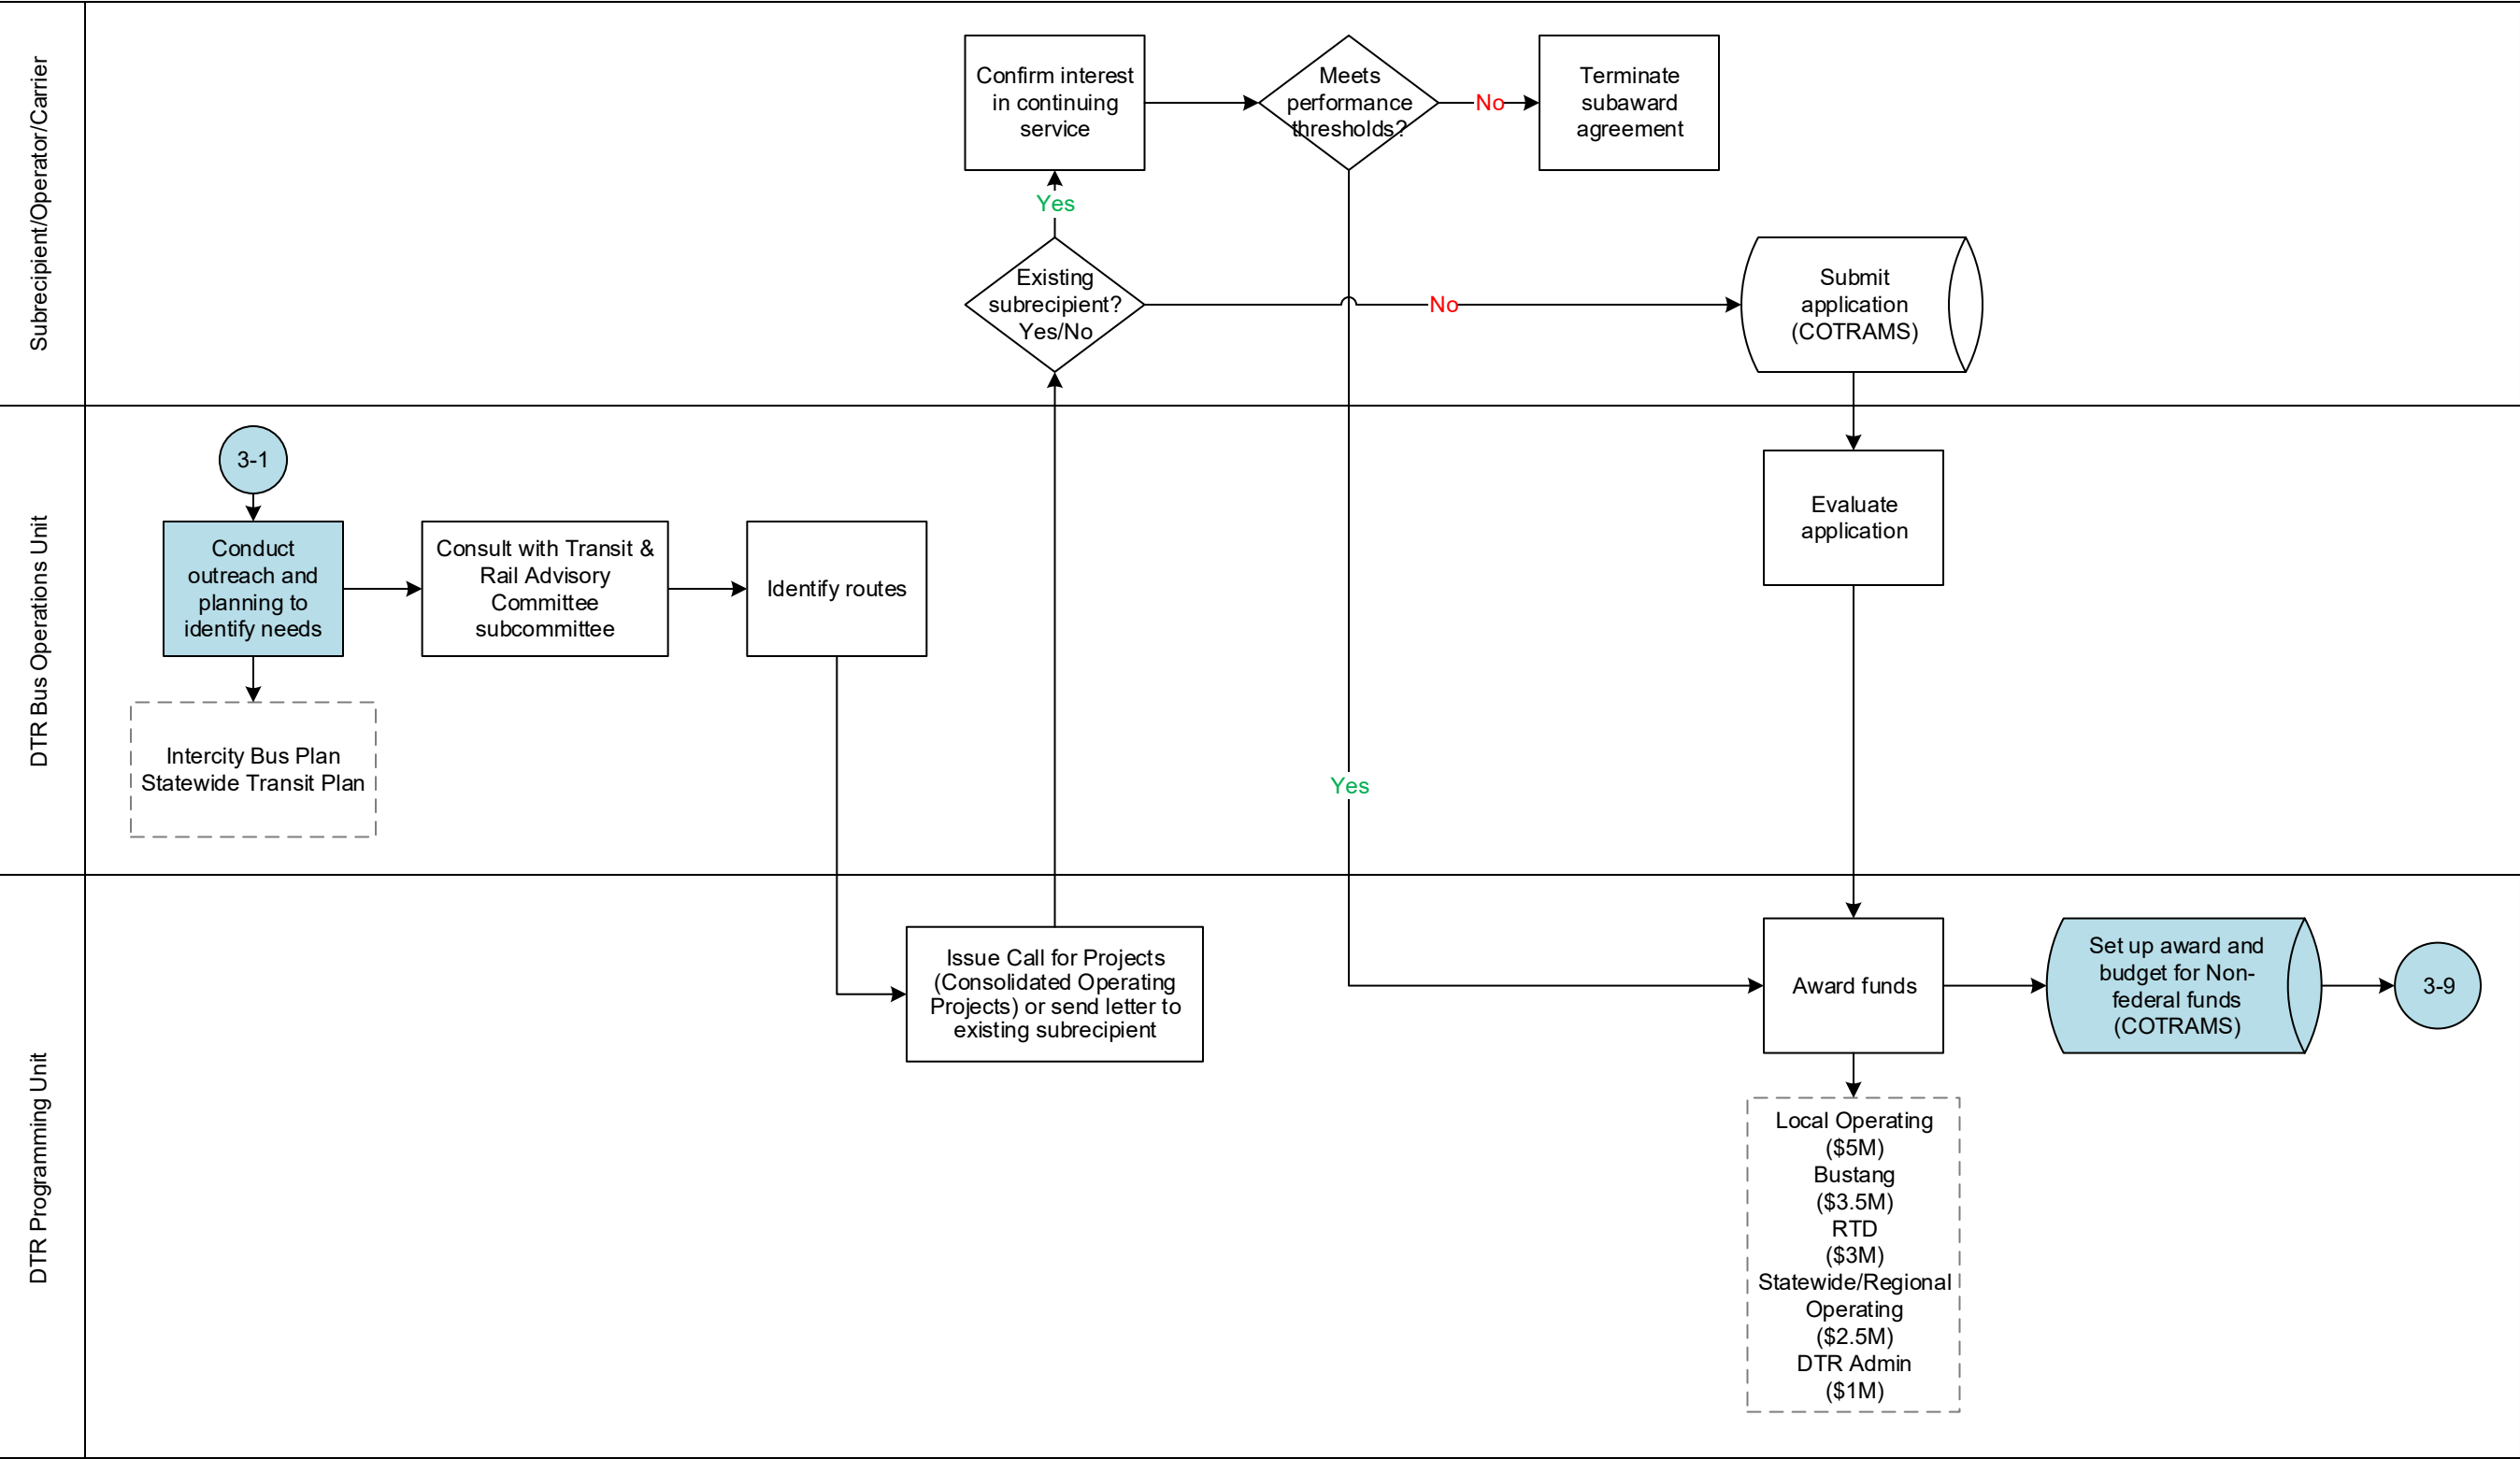 Subrecipient/Operator/Carrier
Confirm interest
in continuing
service
Meets
performance
thresholds?
No
Terminate
subaward
agreement
Yes
Existing
subrecipient?
Yes/No
No
Submit
application
(COTRAMS)
DTR Bus Operations Unit
3-1
Conduct
outreach and
planning to
identify needs
Consult with Transit &
Rail Advisory
Committee
subcommittee
Identify routes
Evaluate
application
Intercity Bus Plan
Statewide Transit Plan
Yes
DTR Programming Unit
Issue Call for Projects
(Consolidated Operating
Projects) or send letter to
existing subrecipient
Award funds
Set up award and
budget for Non-
federal funds
(COTRAMS)
3-9
Local Operating
($5M)
Bustang
($3.5M)
RTD
($3M)
Statewide/Regional
Operating
($2.5M)
DTR Admin
($1M)